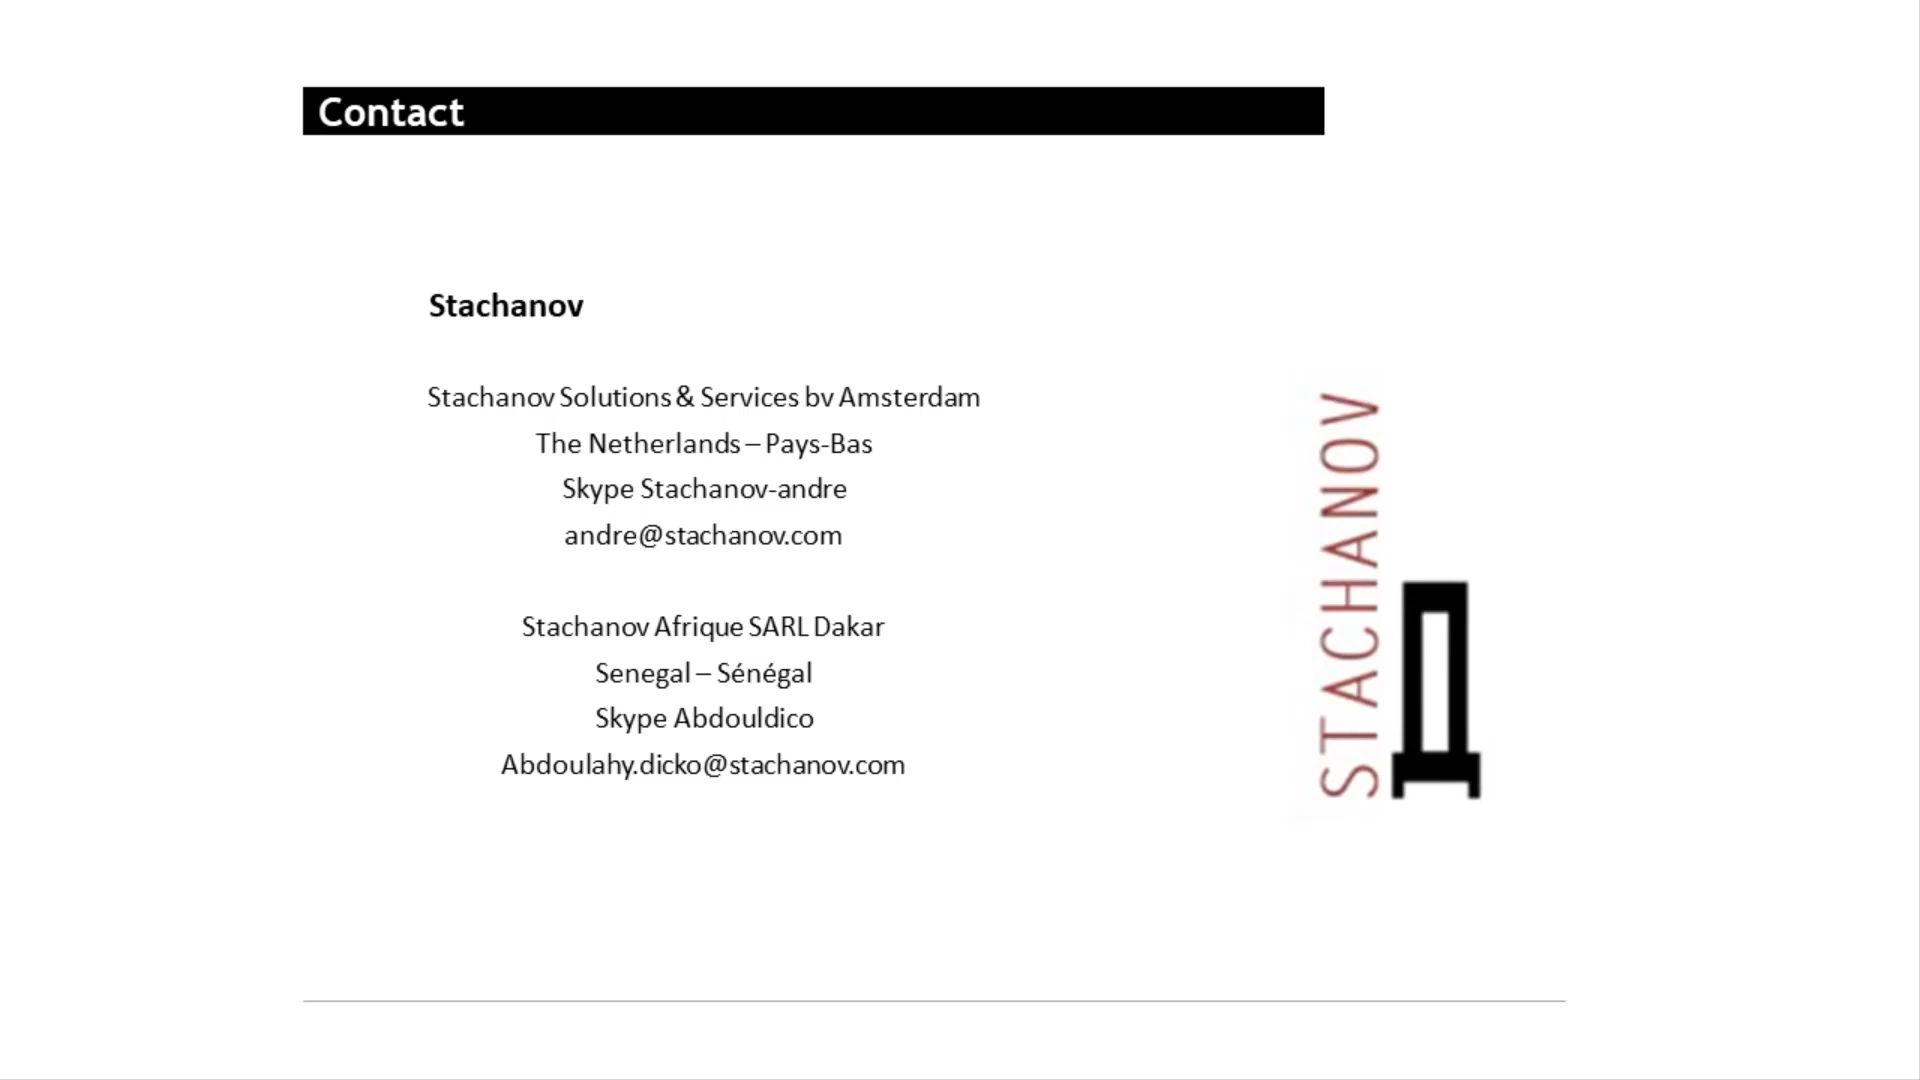 Contact
Stachanov
Stachanov Solutions & Services bv Amsterdam
The Netherlands – Pays-Bas
Skype Stachanov-andre
andre@stachanov.com
Stachanov Afrique SARL Dakar
Senegal – Sénégal
Skype Abdouldico
Abdoulahy.dicko@stachanov.com
STACHANOV